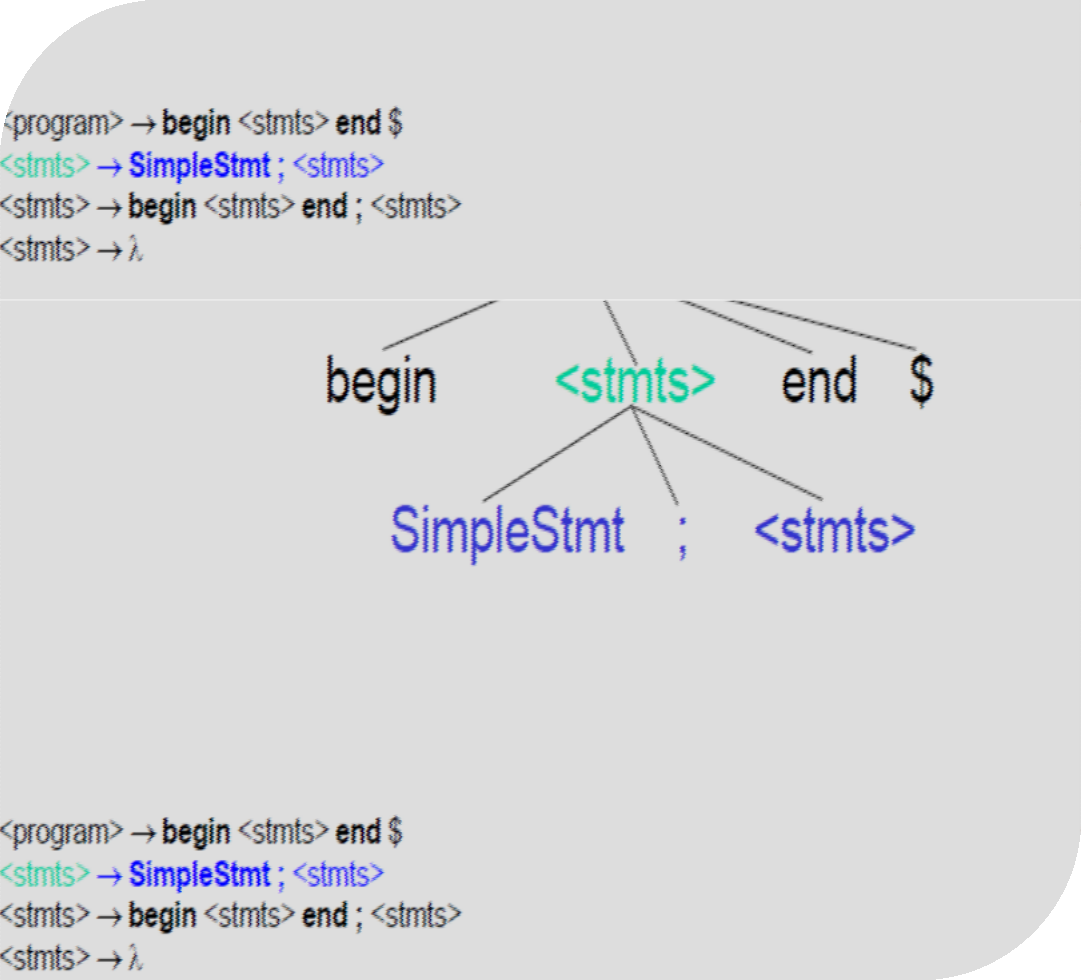 <program> → begin <stmts> end $
<stmts> → SimpleStmt ; <stmts>
<stmts> → begin <stmts> end ; <stmts>
<stmts> → λ
begin <stmts> end $
SimpleStmt ; <stmts>
<program> → begin <stmts> end $
<stmts> → SimpleStmt ; <stmts>
<stmts> → begin <stmts> end ; <stmts>
<stmts> → λ